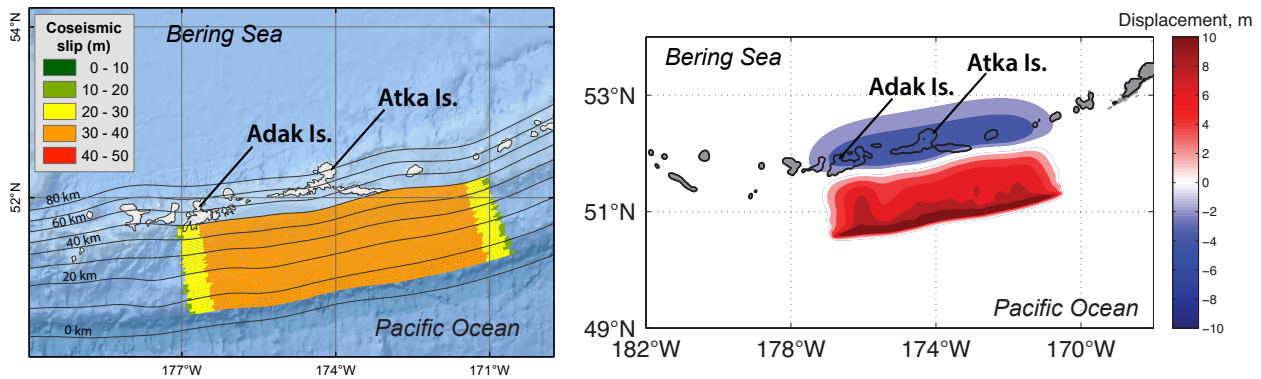 54°N
52°N
Coseismic
slip (m)
0 - 10
10 - 20
20 - 30
30 - 40
40 - 50
Bering Sea
Atka Is.
Adak Is.
80 km
60 km
40 km
20 km
0 km
Pacific Ocean
177°W
174°W
171°W
Displacement, m
Bering Sea
Atka Is.
Adak Is.
53°N
51°N
49°N
Pacific Ocean
182°W
178°W
174°W
170°W
10
8
6
4
2
0
−2
−4
−6
−8
−10